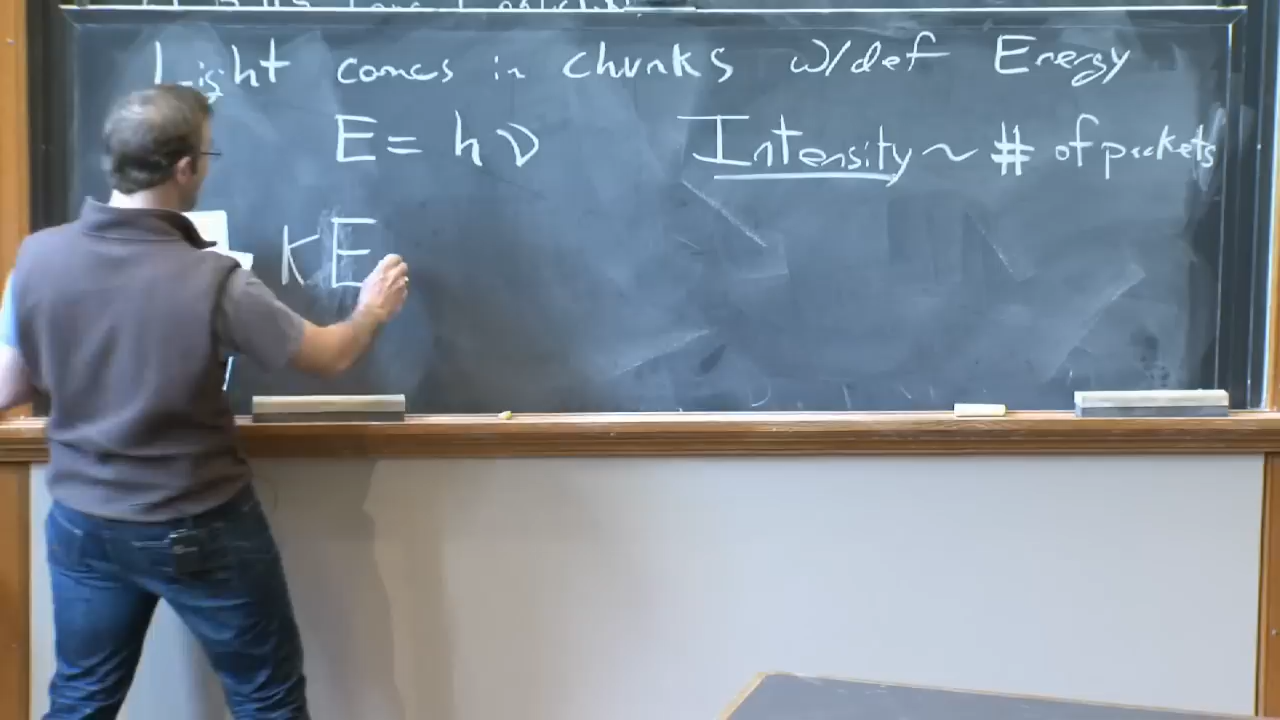 Light comes in chunks w/def Energy
E = hν Intensity ~ # of packets
KE